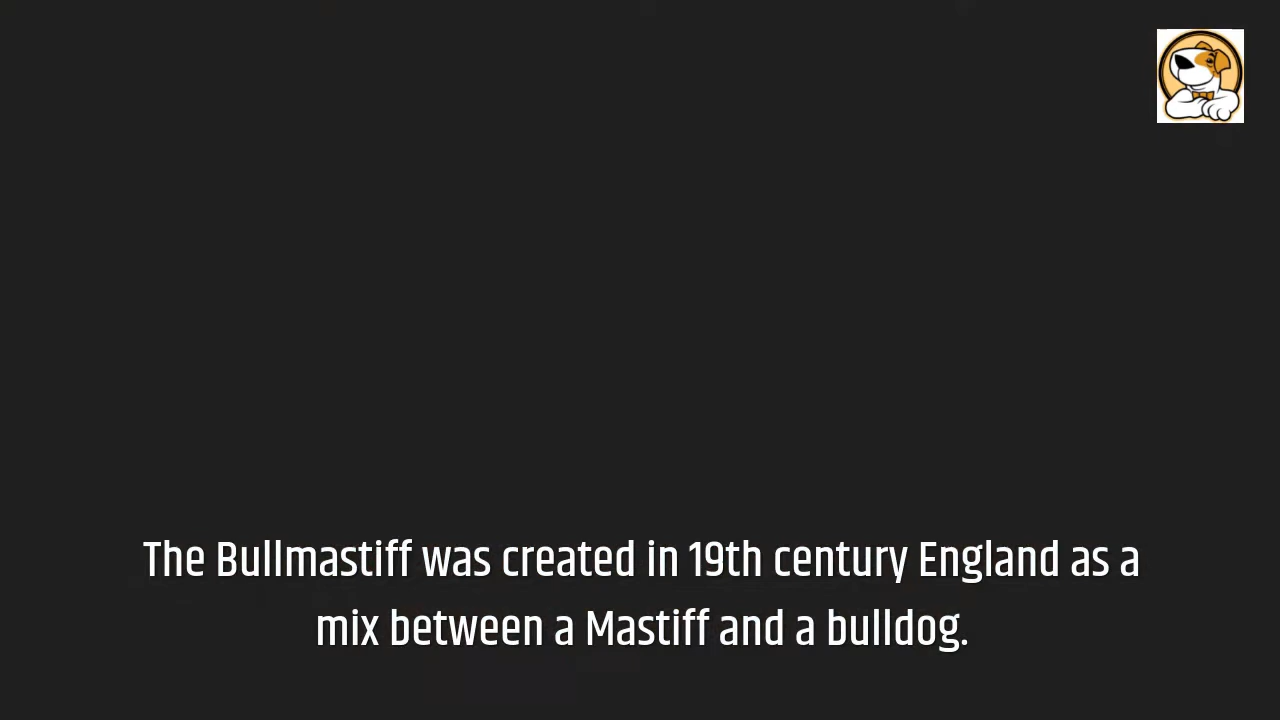 The Bullmastiff was created in 19th century England as a
mix between a Mastiff and a bulldog.